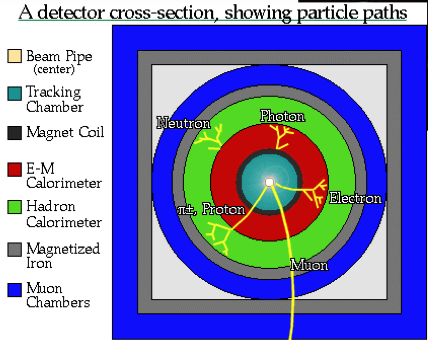 A detector cross-section, showing particle paths
Beam Pipe
(center)
Tracking
Chamber
Magnet Coil
E-M
Calorimeter
Hadron
Calorimeter
Magnetized
Iron
Muon
Chambers
Neutron
Photon
Electron
π±, Proton
Muon